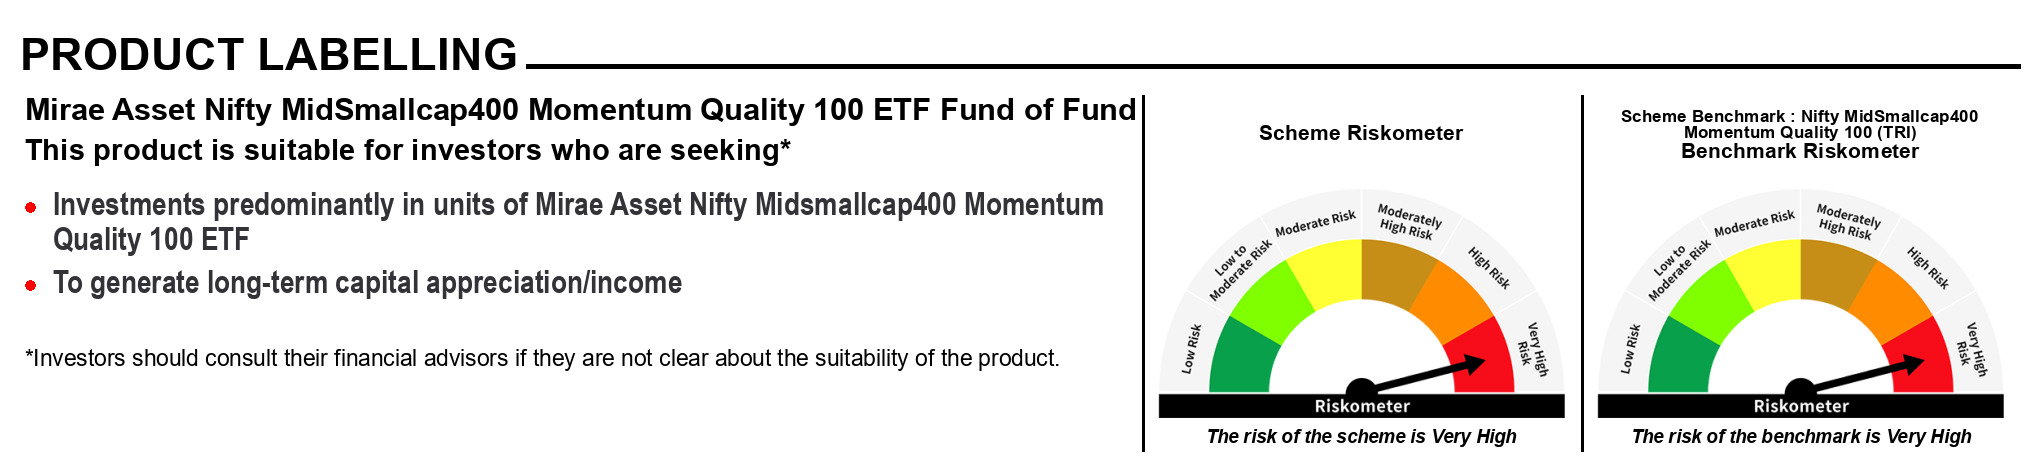 PRODUCT LABELLING
Mirae Asset Nifty MidSmallcap400 Momentum Quality 100 ETF Fund of Fund
This product is suitable for investors who are seeking*
Investments predominantly in units of Mirae Asset Nifty Midsmallcap400 Momentum
Quality 100 ETF
To generate long-term capital appreciation/income
*Investors should consult their financial advisors if they are not clear about the suitability of the product.
Scheme Riskometer
Low Risk
Low to
Moderate Risk
Moderate Risk
Moderately
High Risk
High Risk
Very High
Risk
Riskometer
The risk of the scheme is Very High
Scheme Benchmark : Nifty MidSmallcap400
Momentum Quality 100 (TRI)
Benchmark Riskometer
Low Risk
Low to
Moderate Risk
Moderate Risk
Moderately
High Risk
High Risk
Very High
Risk
Riskometer
The risk of the benchmark is Very High